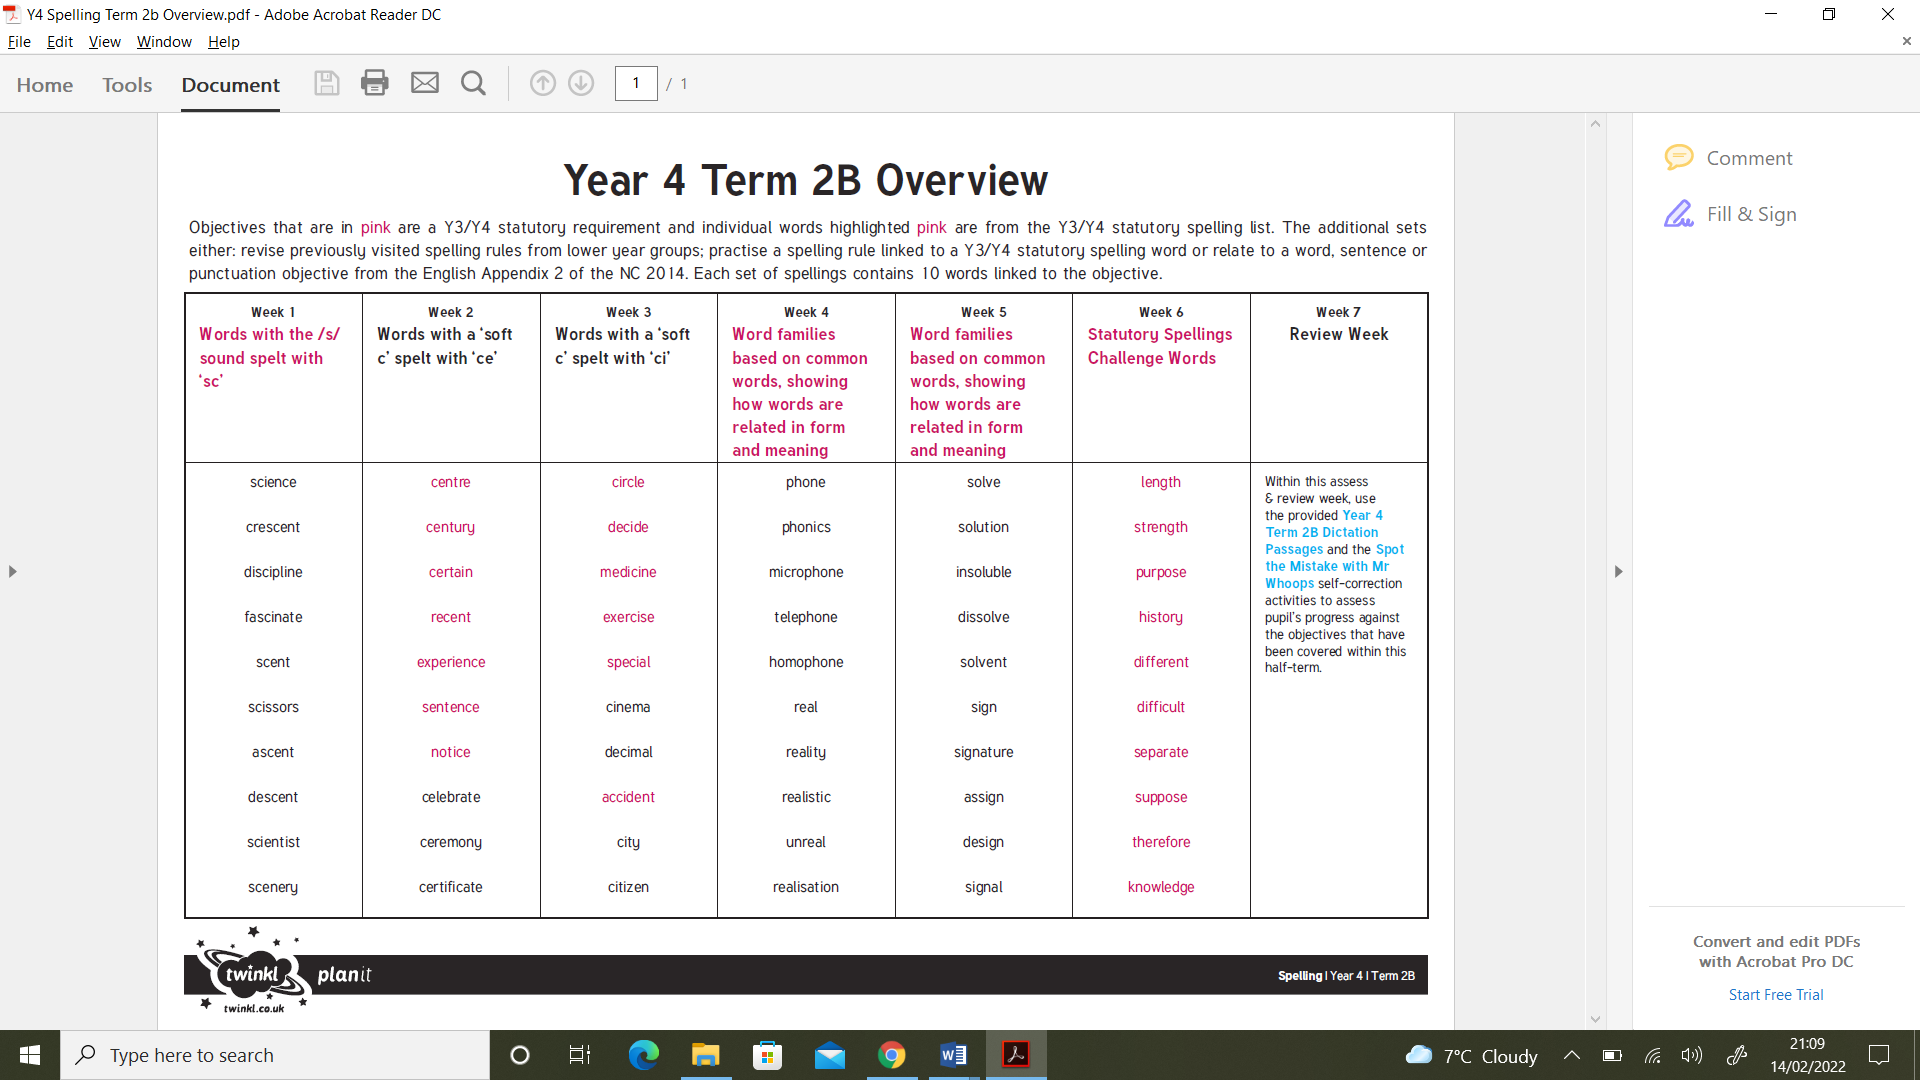 Y4 Spelling Term 2b Overview.pdf - Adobe Acrobat Reader DC
File Edit View Window Help
Home Tools Document 1 / 1
Comment
Fill & Sign
Year 4 Term 2B Overview
Objectives that are in pink are a Y3/Y4 statutory requirement and individual words highlighted pink are from the Y3/Y4 statutory spelling list. The additional sets
either: revise previously visited spelling rules from lower year groups; practise a spelling rule linked to a Y3/Y4 statutory spelling word or relate to a word, sentence or
punctuation objective from the English Appendix 2 of the NC 2014. Each set of spellings contains 10 words linked to the objective.
Week 1
Words with the /s/
sound spelt with
‘sc’
science
crescent
discipline
fascinate
scent
scissors
ascent
descent
scientist
scenery
Week 2
Words with a ‘soft
c’ spelt with ‘ce’
centre
century
certain
recent
experience
sentence
notice
celebrate
ceremony
certificate
Week 3
Words with a ‘soft
c’ spelt with ‘ci’
circle
decide
medicine
exercise
special
cinema
decimal
accident
city
citizen
Week 4
Word families
based on common
words, showing
how words are
related in form
and meaning
phone
phonics
microphone
telephone
homophone
real
reality
realistic
unreal
realisation
Week 5
Word families
based on common
words, showing
how words are
related in form
and meaning
solve
solution
insoluble
dissolve
solvent
sign
signature
assign
design
signal
Week 6
Statutory Spellings
Challenge Words
length
strength
purpose
history
different
difficult
separate
suppose
therefore
knowledge
Week 7
Review Week
Within this assess
& review week, use
the provided Year 4
Term 2B Dictation
Passages and the Spot
the Mistake with Mr
Whoops self-correction
activities to assess
pupil’s progress against
the objectives that have
been covered within this
half-term.
twinkl planit
twinkl.co.uk
Spelling | Year 4 | Term 2B
Convert and edit PDFs
with Acrobat Pro DC
Start Free Trial
Type here to search
7°C Cloudy
21:09
14/02/2022